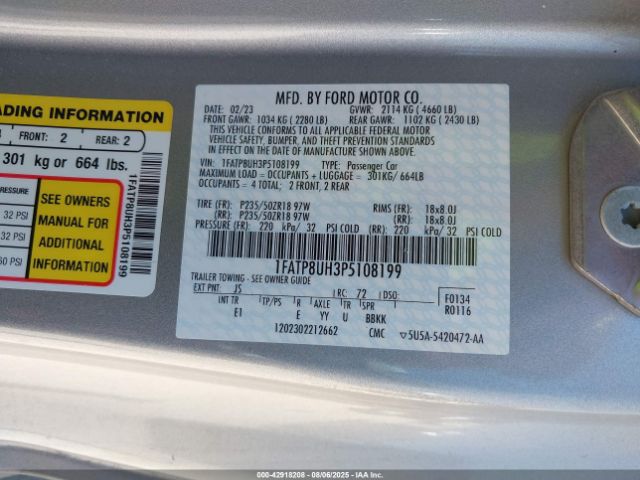 ADING INFORMATION
FRONT: 2 REAR: 2
301 kg or 664 lbs.
32 PSI
32 PSI
60 PSI
SEE OWNERS
MANUAL FOR
ADDITIONAL
INFORMATION
1FATP8UH3P5108199
MFD. BY FORD MOTOR CO.
DATE: 02/23 GVWR: 2114 KG ( 4660 LB)
FRONT GAWR: 1034 KG ( 2280 LB) REAR GAWR: 1102 KG ( 2430 LB)
THIS VEHICLE CONFORMS TO ALL APPLICABLE FEDERAL MOTOR
VEHICLE SAFETY, BUMPER, AND THEFT PREVENTION STANDARDS
IN EFFECT ON THE DATE OF MANUFACTURE SHOWN ABOVE.
VIN: 1FATP8UH3P5108199 TYPE: Passenger Car
MAXIMUM LOAD = OCCUPANTS + LUGGAGE = 301KG/ 664LB
OCCUPANTS = 4 TOTAL: 2 FRONT, 2 REAR
TIRE (FR): P235/50ZR18 97W RIMS (FR): 18x8.0J
(RR): P235/50ZR18 97W (RR): 18x8.0J
PRESSURE (FR): 220 kPa/ 32 PSI COLD (RR): 220 kPa/ 32 PSI COLD
1FATP8UH3P5108199
TRAILER TOWING - SEE OWNER GUIDE
EXT PNT: JS RC: 72 DSO:
F0134
R0116
INT TR TP/PS R AXLE TR SPR
E1 E YY U BBKK
1202302212662 CMC 5U5A-5420472-AA
000-42918208 - 08/06/2025 - IAAI.COM